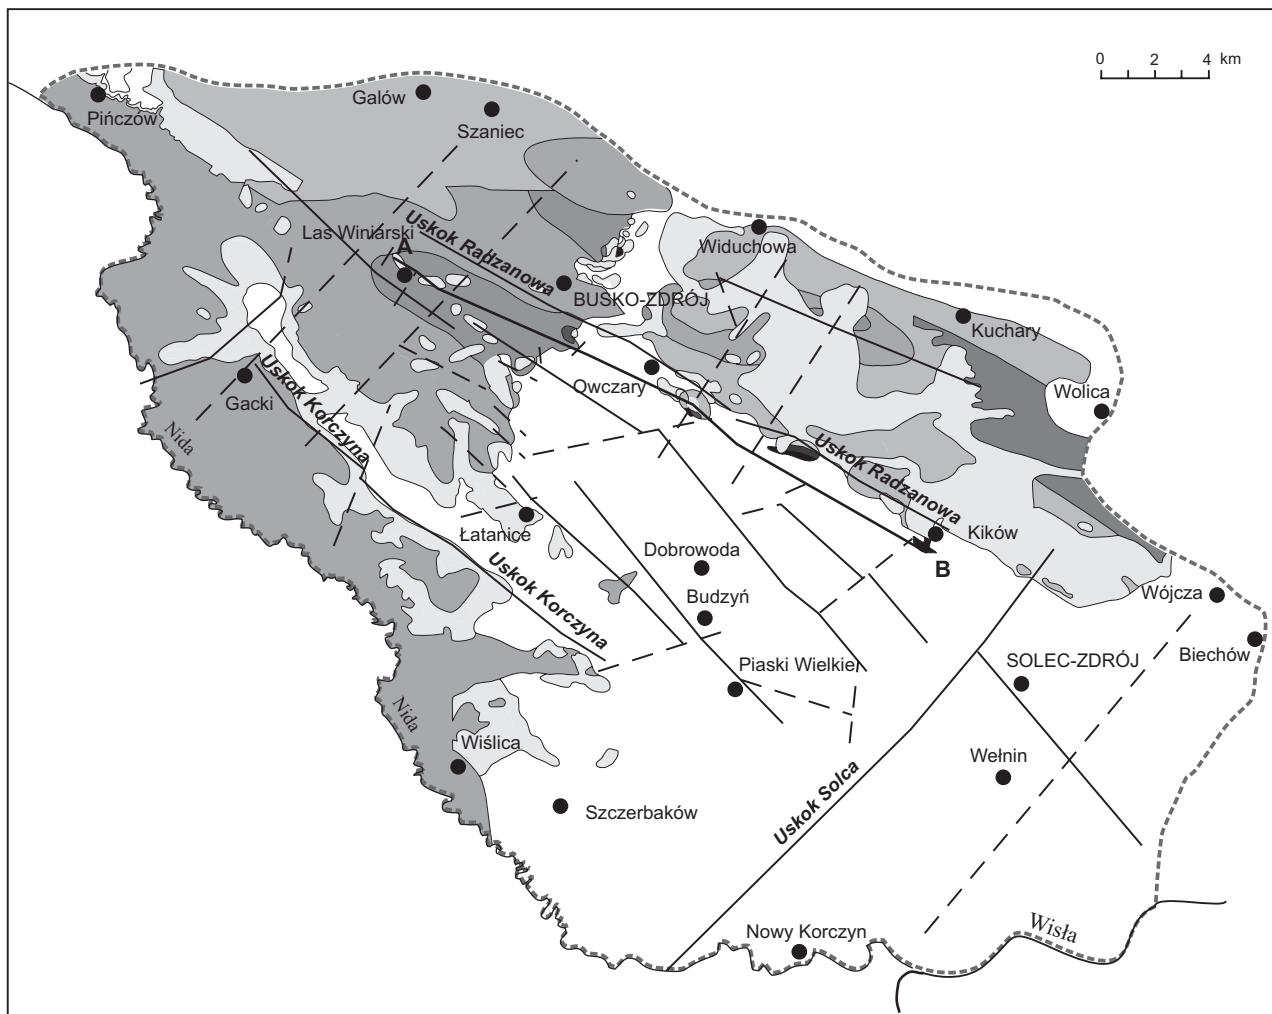 0 2 4 km
Galów
Pińczów
Szaniec
Las Winiarski
A
Uskok Radzanowa
Widuchowa
BUSKO-ZDRÓJ
Kuchary
Owczary
Wolica
Gacki
Uskok Korczyna
Nida
Uskok Radzanowa
Łatanice
Kików
Dobrowoda
B
Budzyń
Uskok Korczyna
Wójcza
Biechów
Piaski Wielkie
SOLEC-ZDRÓJ
Nida
Wiślica
Wełnin
Szczerbaków
Uskok Solca
Nowy Korczyn
Wisła